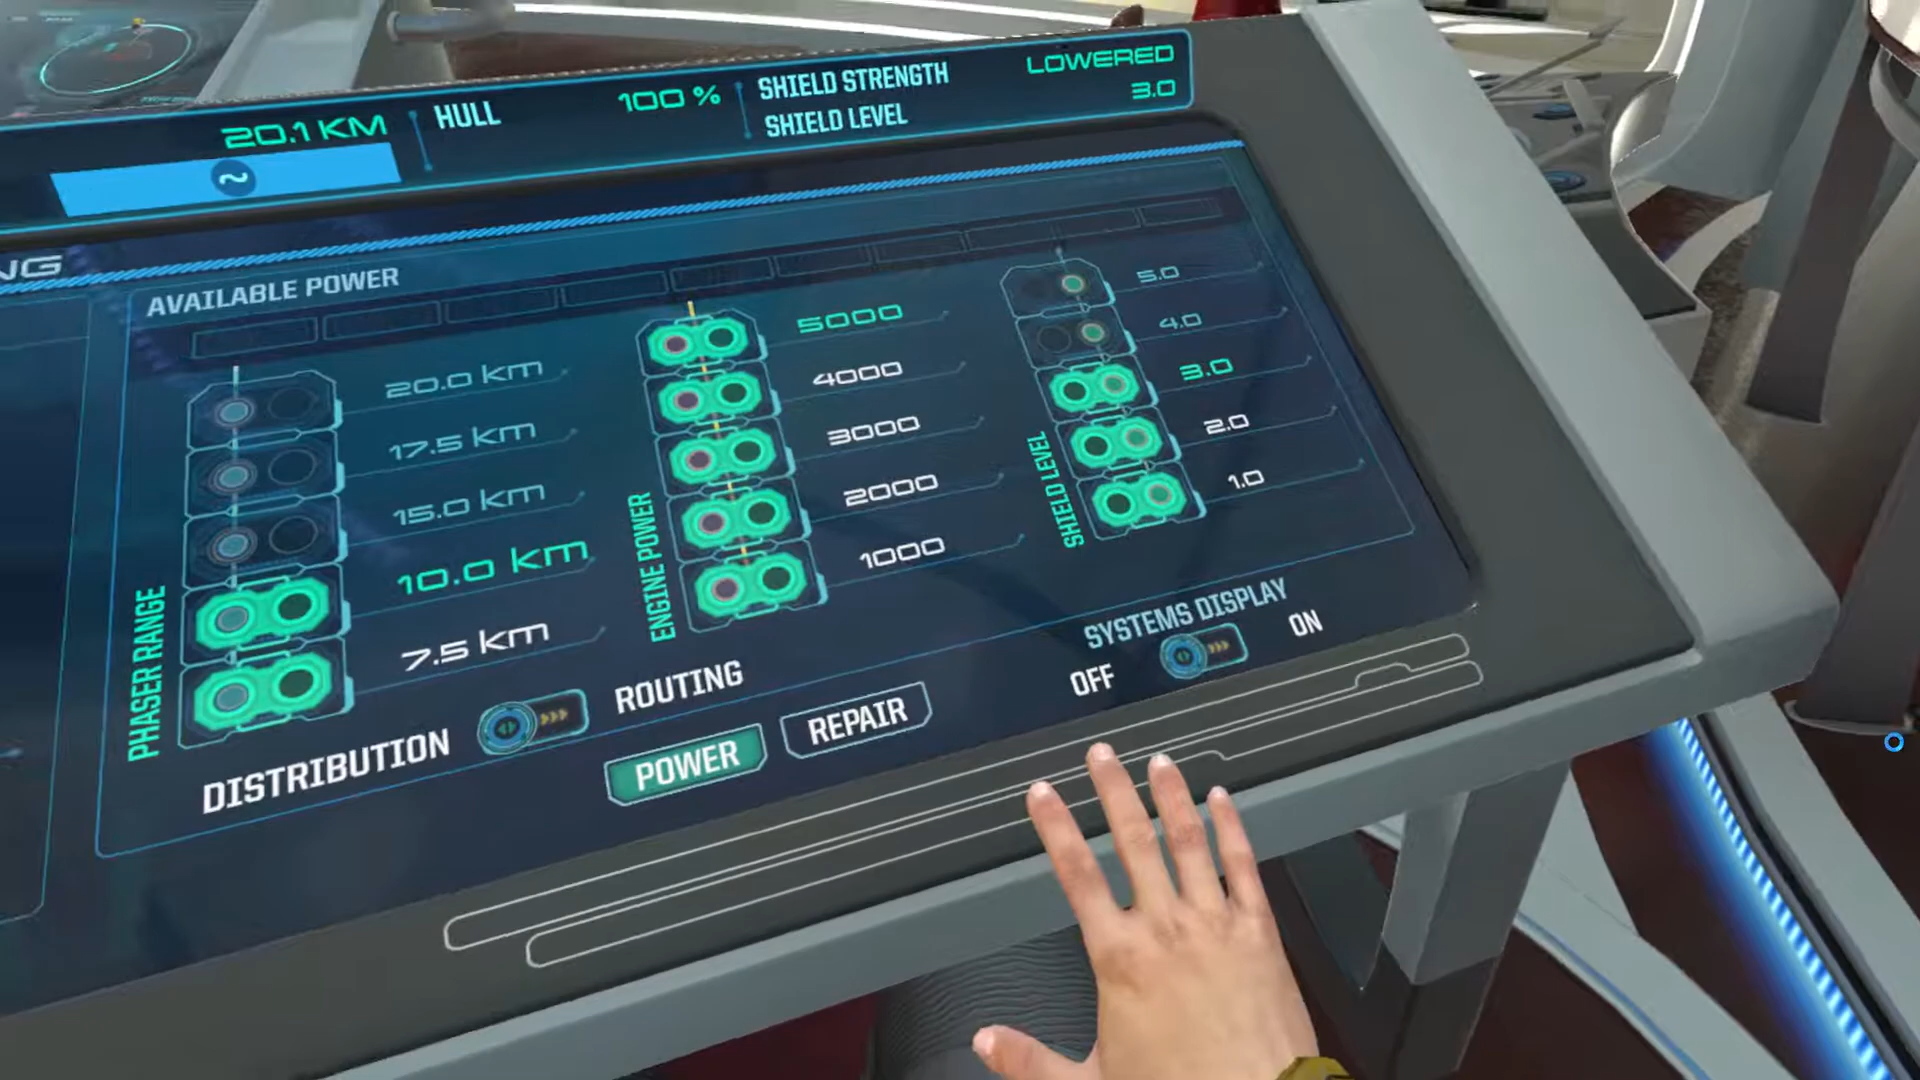 20.1 KM
HULL 100 %
SHIELD STRENGTH LOWERED
SHIELD LEVEL 3.0
NG
AVAILABLE POWER
PHASER RANGE
20.0 km
17.5 km
15.0 km
10.0 km
7.5 km
ENGINE POWER
5000
4000
3000
2000
1000
SHIELD LEVEL
5.0
4.0
3.0
2.0
1.0
DISTRIBUTION ROUTING
POWER REPAIR
SYSTEMS DISPLAY
OFF ON